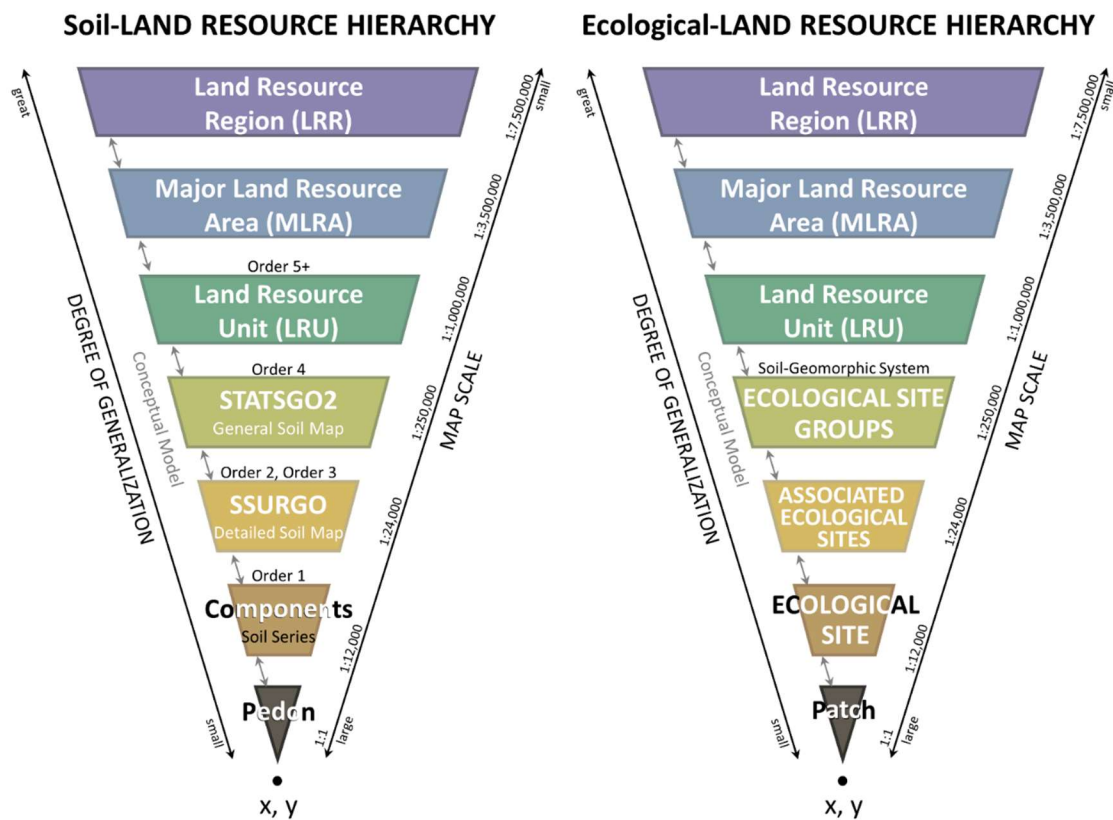 Soil-LAND RESOURCE HIERARCHY
great
small
Land Resource
Region (LRR)
1:7,500,000
Major Land Resource
Area (MLRA)
1:3,500,000
Order 5+
Land Resource
Unit (LRU)
1:1,000,000
DEGREE OF GENERALIZATION
Conceptual Model
MAP SCALE
Order 4
STATSGO2
General Soil Map
1:250,000
Order 2, Order 3
SSURGO
Detailed Soil Map
1:24,000
Order 1
Components
Soil Series
1:12,000
Pedon
small
1:1
large
x, y
Ecological-LAND RESOURCE HIERARCHY
great
small
Land Resource
Region (LRR)
1:7,500,000
Major Land Resource
Area (MLRA)
1:3,500,000
Land Resource
Unit (LRU)
1:1,000,000
DEGREE OF GENERALIZATION
Conceptual Model
MAP SCALE
Soil-Geomorphic System
ECOLOGICAL SITE
GROUPS
1:250,000
ASSOCIATED
ECOLOGICAL
SITES
1:24,000
ECOLOGICAL
SITE
1:12,000
Patch
small
1:1
large
x, y